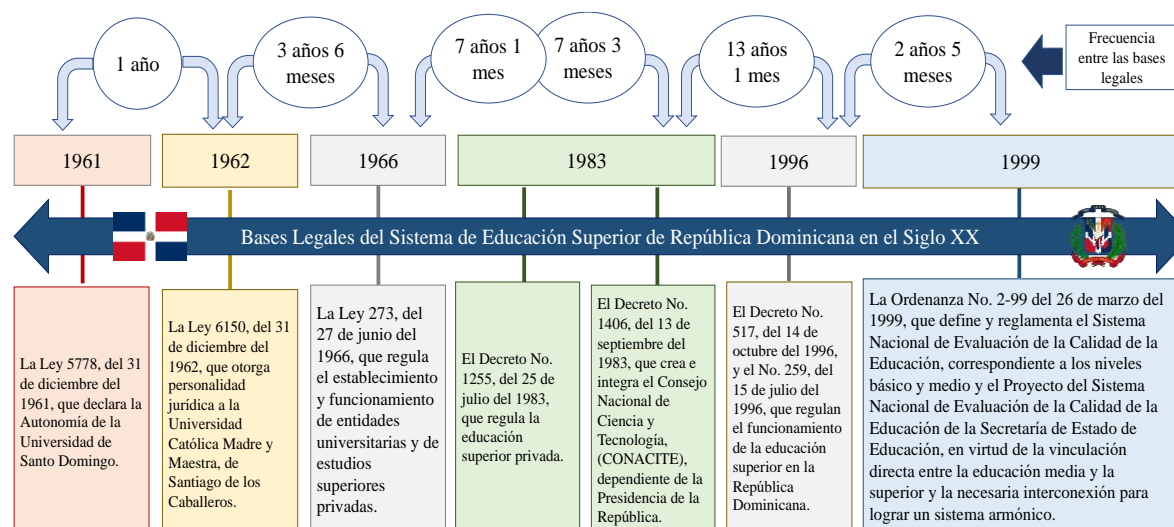 1 año
3 años 6
meses
7 años 1
mes
7 años 3
meses
13 años
1 mes
2 años 5
meses
Frecuencia
entre las bases
legales
1961
1962
1966
1983
1996
1999
Bases Legales del Sistema de Educación Superior de República Dominicana en el Siglo XX
La Ley 5778, del 31
de diciembre del
1961, que declara la
Autonomía de la
Universidad de
Santo Domingo.
La Ley 6150, del 31
de diciembre del
1962, que otorga
personalidad
jurídica a la
Universidad
Católica Madre y
Maestra, de
Santiago de los
Caballeros.
La Ley 273, del
27 de junio del
1966, que regula
el establecimiento
y funcionamiento
de entidades
universitarias y de
estudios
superiores
privadas.
El Decreto No.
1255, del 25 de
julio del 1983,
que regula la
educación
superior privada.
El Decreto No.
1406, del 13 de
septiembre del
1983, que crea e
integra el Consejo
Nacional de
Ciencia y
Tecnología,
(CONACITE),
dependiente de la
Presidencia de la
República.
El Decreto No.
517, del 14 de
octubre del 1996,
y el No. 259, del
15 de julio del
1996, que regulan
el funcionamiento
de la educación
superior en la
República
Dominicana.
La Ordenanza No. 2-99 del 26 de marzo del
1999, que define y reglamenta el Sistema
Nacional de Evaluación de la Calidad de la
Educación, correspondiente a los niveles
básico y medio y el Proyecto del Sistema
Nacional de Evaluación de la Calidad de la
Educación de la Secretaría de Estado de
Educación, en virtud de la vinculación
directa entre la educación media y la
superior y la necesaria interconexión para
lograr un sistema armónico.